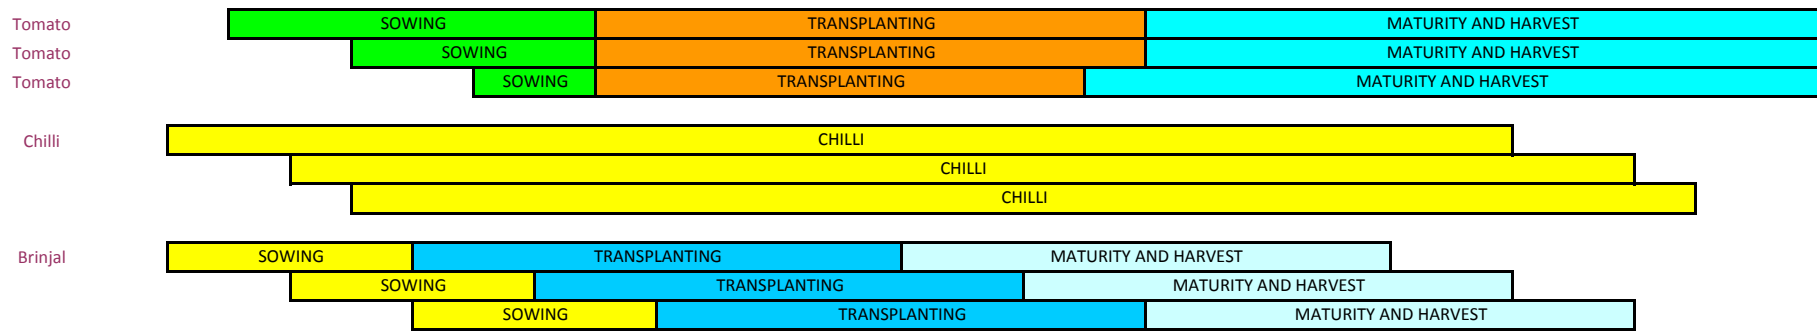 Tomato SOWING TRANSPLANTING MATURITY AND HARVEST
Tomato SOWING TRANSPLANTING MATURITY AND HARVEST
Tomato SOWING TRANSPLANTING MATURITY AND HARVEST
Chilli CHILLI
CHILLI
CHILLI
Brinjal SOWING TRANSPLANTING MATURITY AND HARVEST
SOWING TRANSPLANTING MATURITY AND HARVEST
SOWING TRANSPLANTING MATURITY AND HARVEST